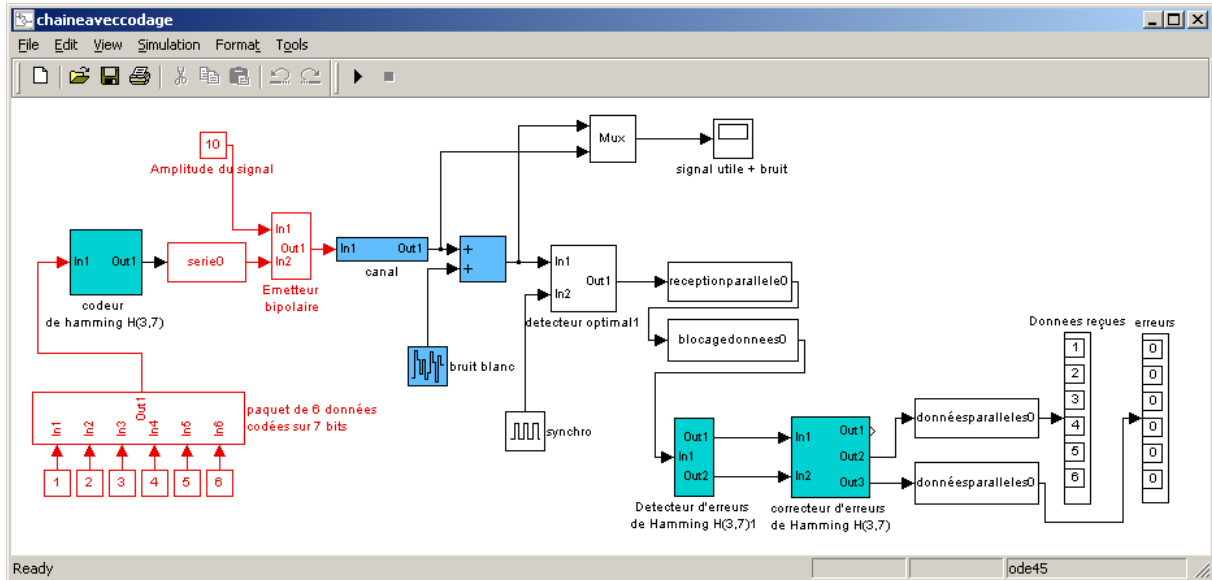 chaineaveccodage
File Edit View Simulation Format Tools
10
Amplitude du signal
Mux
signal utile + bruit
In1 Out1
codeur
de hamming H(3,7)
serie0
In1
Out1
In2
Emetteur
bipolaire
In1 Out1
canal
+
+
bruit blanc
In1
Out1
In2
detecteur optimal1
synchro
receptionparallele0
blocagedonnees0
Out1
In1 In2 In3 In4 In5 In6
paquet de 6 données
codées sur 7 bits
1 2 3 4 5 6
Out1
In1
Out2
Detecteur d'erreurs
de Hamming H(3,7)1
In1 Out1
Out2
In2 Out3
correcteur d'erreurs
de Hamming H(3,7)
donnéesparalleles0
donnéesparalleles0
Donnees reçues
1
2
3
4
5
6
erreurs
0
0
0
0
0
0
Ready
ode45